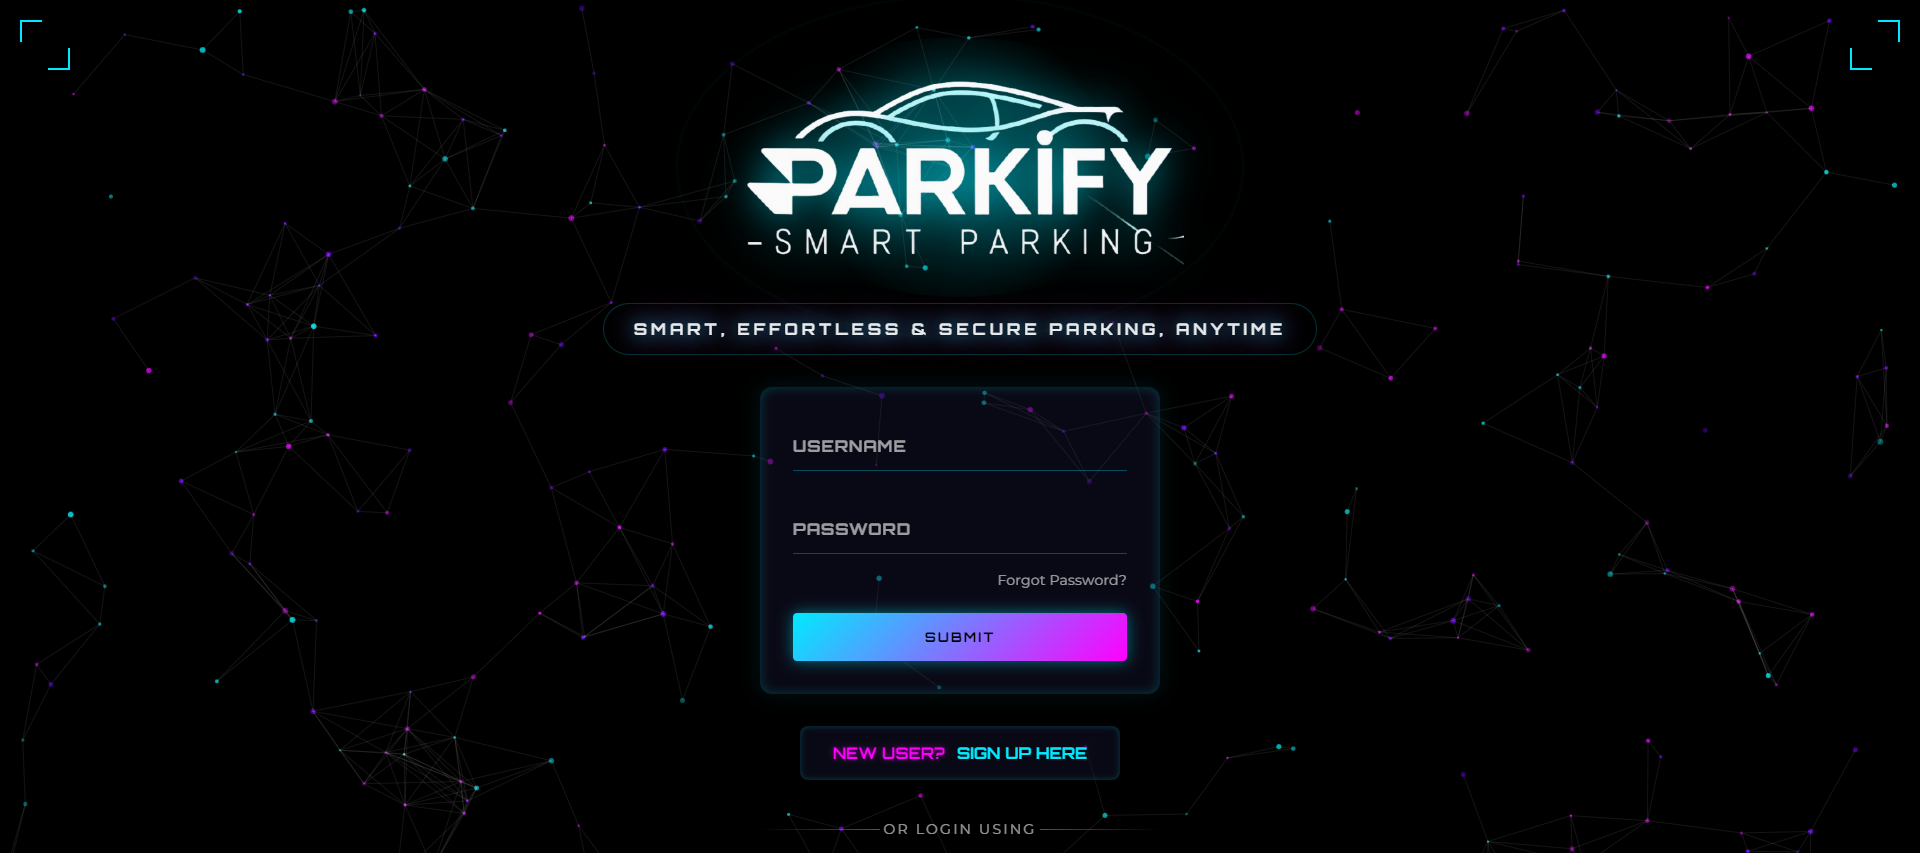 PARKiFY
-SMART PARKING-
SMART, EFFORTLESS & SECURE PARKING, ANYTIME
USERNAME
PASSWORD
Forgot Password?
SUBMIT
NEW USER? SIGN UP HERE
OR LOGIN USING